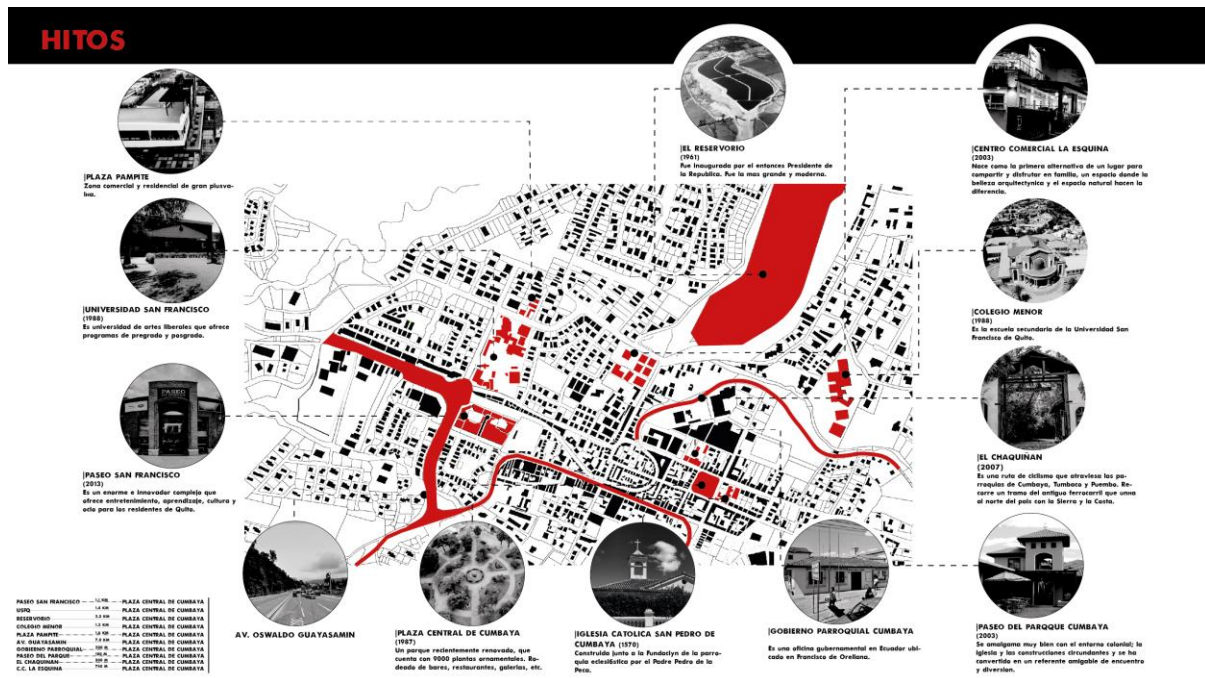 HITOS
|PLAZA PAMPITE
Zona comercial y residencial de gran plusva-
lna.
|UNIVERSIDAD SAN FRANCISCO
(1988)
Es universidad de artes liberales que ofrece
programas de pregrado y posgrado.
|PASEO SAN FRANCISCO
(2013)
Es un enorme e innovador complejo que
ofrece entretenimiento, aprendizaje, cultura y
ocio para los residentes de Quito.
|EL RESERVORIO
(1961)
Fue inaugurada por el entonces Presidente de
la Republica. Fue la mas grande y moderna.
|CENTRO COMERCIAL LA ESQUINA
(2003)
Nace como la primera alternativa de un lugar para
compartir y disfrutar en familia, un espacio donde la
belleza arquitectynica y el espacio natural hacen la
diferencia.
|COLEGIO MENOR
(1988)
Es la escuela secundaria de la Universidad San
Francisco de Quito.
|EL CHAQUIÑAN
(2007)
Es una ruta de ciclismo que atraviesa las pa-
rroquias de Cumbaya, Tumbaco y Puembo. Re-
corre un tramo del antiguo ferrocarril que unna
al norte del pais con la Sierra y la Costa.
AV. OSWALDO GUAYASAMIN
|PLAZA CENTRAL DE CUMBAYA
(1987)
Un parque recientemente renovado, que
cuenta con 9000 plantas ornamentales. Ro-
deada de bares, restaurantes, galerias, etc.
|IGLESIA CATOLICA SAN PEDRO DE
CUMBAYA (1570)
Construida junto a la Fundaciyn de la parro-
quia eclesiástica por el Padre Pedro de la
Peca.
|GOBIERNO PARROQUIAL CUMBAYA
Es una oficina gubernamental en Ecuador ubi-
cado en Francisco de Orellana.
|PASEO DEL PARQQUE CUMBAYA
(2003)
Se amalgama muy bien con el entorno colonial; la
iglesia y las construcciones circundantes y se ha
convertido en un referente amigable de encuentro
y diversion.
PASEO SAN FRANCISCO PLAZA CENTRAL DE CUMBAYA
USFQ PLAZA CENTRAL DE CUMBAYA
RESERVORIO PLAZA CENTRAL DE CUMBAYA
COLEGIO MENOR PLAZA CENTRAL DE CUMBAYA
PLAZA PAMPITE PLAZA CENTRAL DE CUMBAYA
AV. GUAYASAMIN PLAZA CENTRAL DE CUMBAYA
GOBIERNO PARROQUIAL PLAZA CENTRAL DE CUMBAYA
PASEO DEL PARQUE PLAZA CENTRAL DE CUMBAYA
EL CHAQUINAN PLAZA CENTRAL DE CUMBAYA
C.C. LA ESQUINA PLAZA CENTRAL DE CUMBAYA